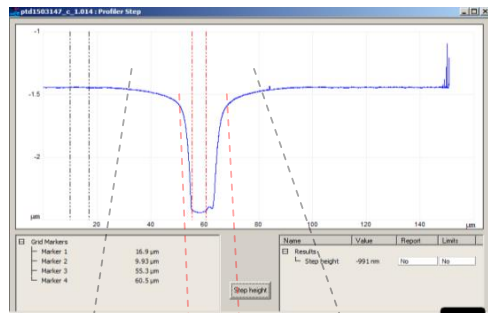 ptd1503147_c_1.014 : Profiler Step
-1
-1.5
-2
µm
20 40 60 80 100 120 140 µm
Grid Markers
Marker 1 16.9 µm
Marker 2 9.93 µm
Marker 3 55.3 µm
Marker 4 60.5 µm
Step height
Name Value Report Limits
Results
Step height -991 nm No No